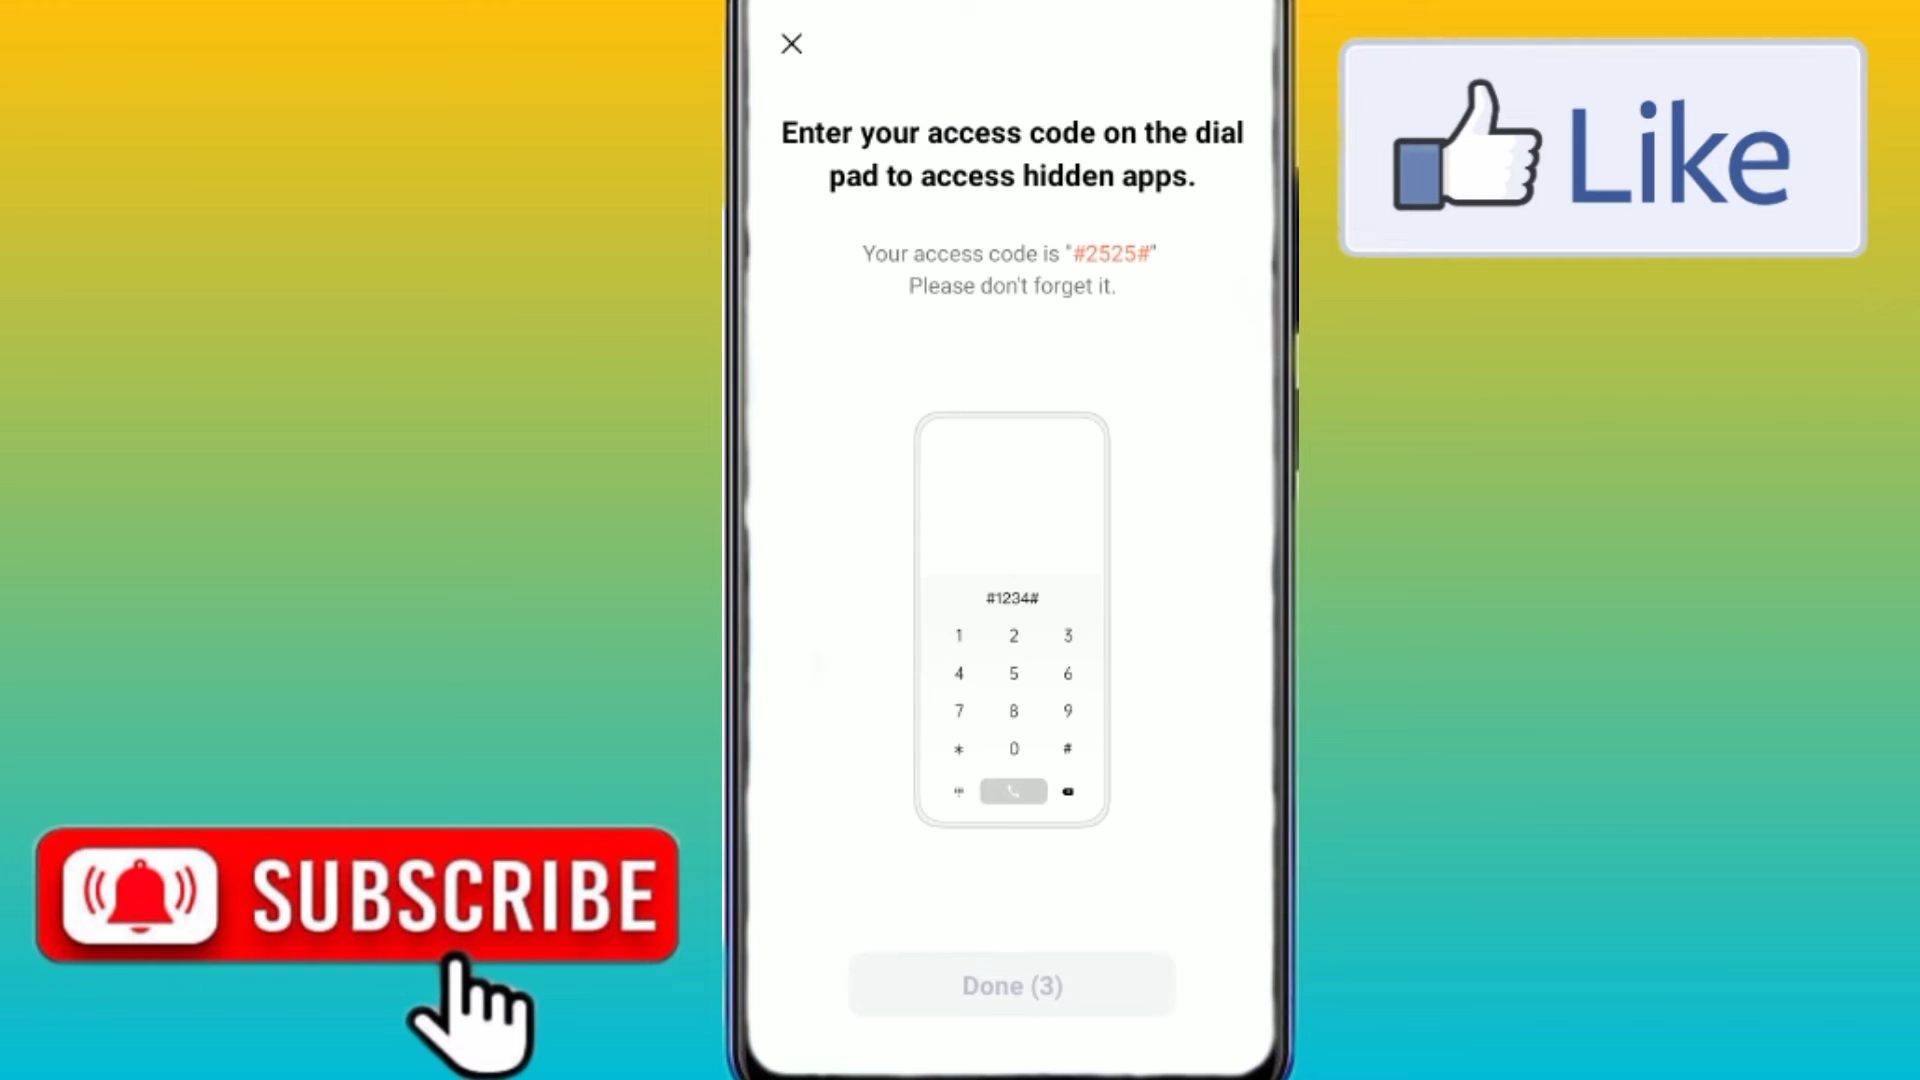 Enter your access code on the dial
pad to access hidden apps.
Your access code is "#2525#"
Please don't forget it.
Like
#1234#
1 2 3
4 5 6
7 8 9
* 0 #
SUBSCRIBE
Done (3)